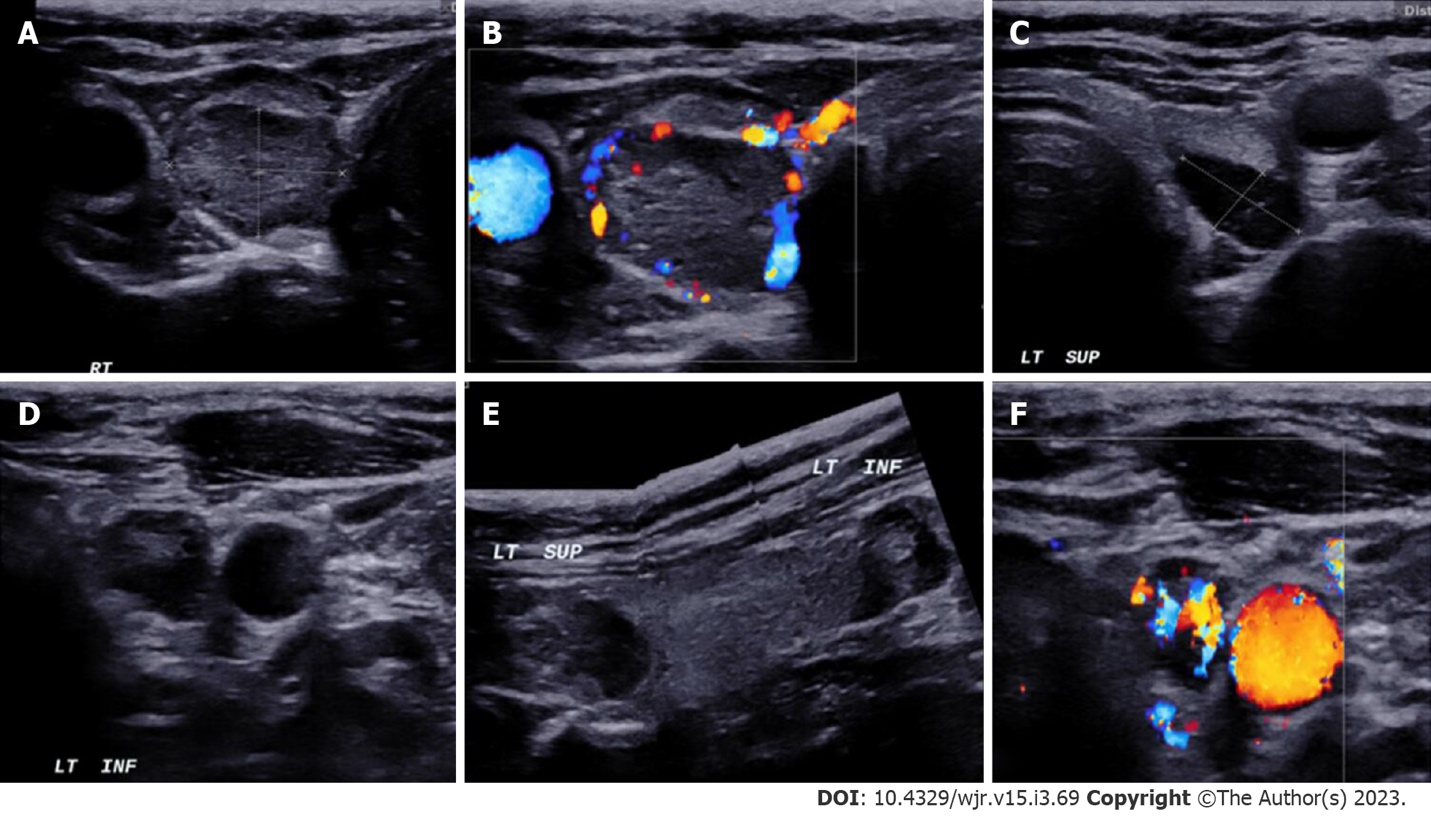 A
B
C
Dist
RT
LT SUP
D
E
F
LT INF
LT SUP
LT INF
DOI: 10.4329/wjr.v15.i3.69 Copyright ©The Author(s) 2023.